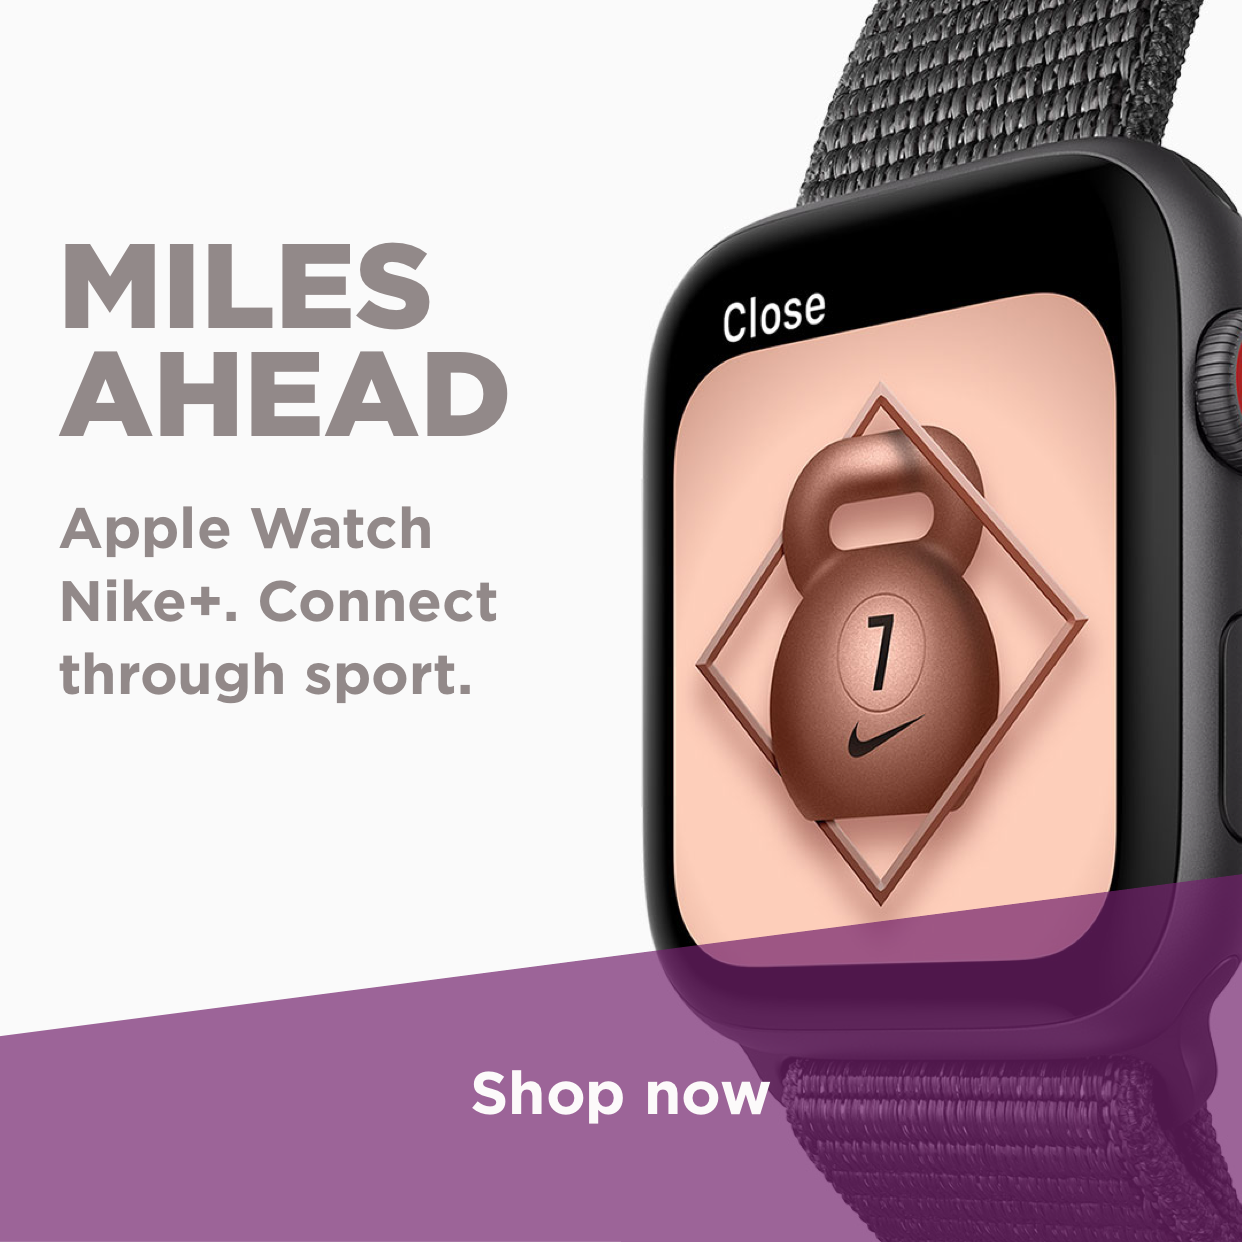 MILES
AHEAD
Apple Watch
Nike+. Connect
through sport.
Close
7
Shop now